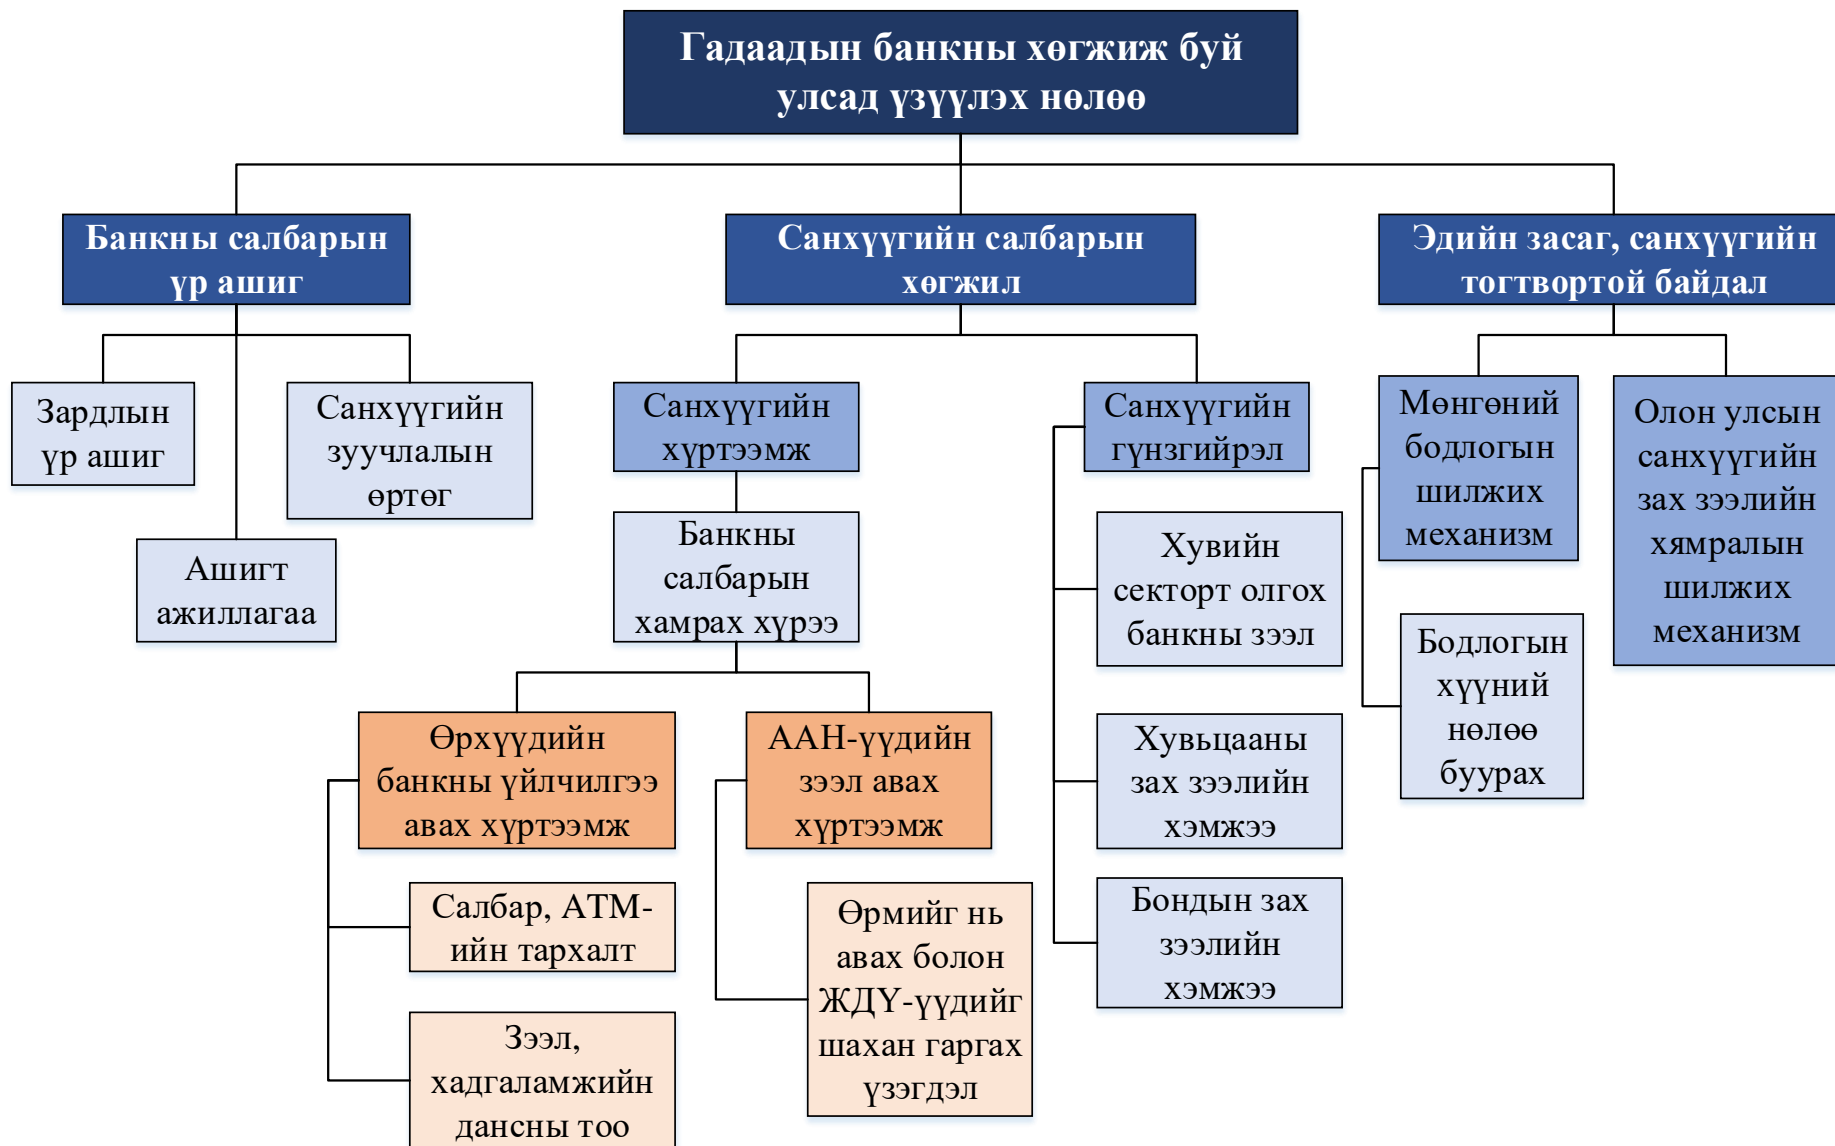 Гадаадын банкны хөгжиж буй
улсад үзүүлэх нөлөө
Банкны салбарын
үр ашиг
Санхүүгийн салбарын
хөгжил
Эдийн засаг, санхүүгийн
тогтвортой байдал
Зардлын
үр ашиг
Санхүүгийн
зуучлалын
өртөг
Ашигт
ажиллагаа
Санхүүгийн
хүртээмж
Банкны
салбарын
хамрах хүрээ
Өрхүүдийн
банкны үйлчилгээ
авах хүртээмж
Салбар, АТМ-
ийн тархалт
Зээл,
хадгаламжийн
дансны тоо
ААН-үүдийн
зээл авах
хүртээмж
Өрмийг нь
авах болон
ЖДҮ-үүдийг
шахан гаргах
үзэгдэл
Санхүүгийн
гүнзгийрэл
Хувийн
секторт олгох
банкны зээл
Хувьцааны
зах зээлийн
хэмжээ
Бондын зах
зээлийн
хэмжээ
Мөнгөний
бодлогын
шилжих
механизм
Бодлогын
хүүний
нөлөө
буурах
Олон улсын
санхүүгийн
зах зээлийн
хямралын
шилжих
механизм